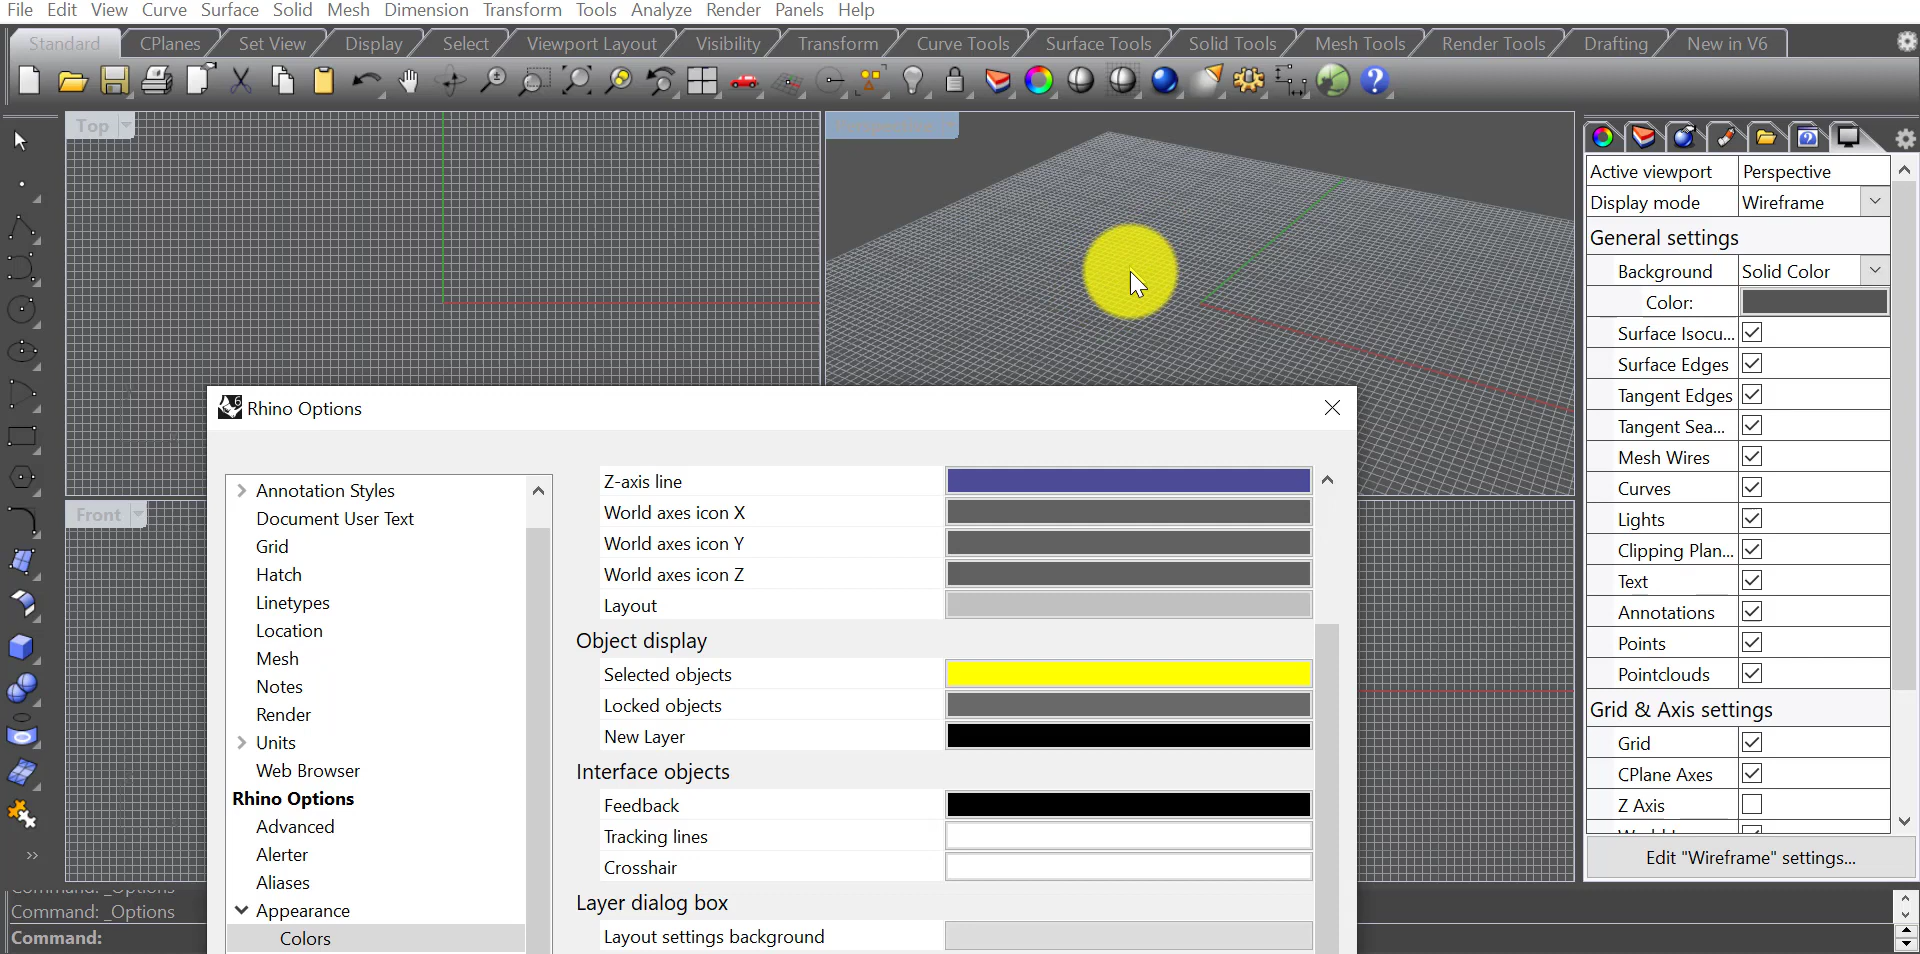 File Edit View Curve Surface Solid Mesh Dimension Transform Tools Analyze Render Panels Help
Standard CPlanes Set View Display Select Viewport Layout Visibility Transform Curve Tools Surface Tools Solid Tools Mesh Tools Render Tools Drafting New in V6
Top
Perspective
Active viewport Perspective
Display mode Wireframe
General settings
Background Solid Color
Color:
Surface Isocu...
Surface Edges
Tangent Edges
Tangent Sea...
Mesh Wires
Curves
Lights
Clipping Plan...
Text
Annotations
Points
Pointclouds
Grid & Axis settings
Grid
CPlane Axes
Z Axis
Edit "Wireframe" settings...
Front
6
Rhino Options
Annotation Styles
Document User Text
Grid
Hatch
Linetypes
Location
Mesh
Notes
Render
Units
Web Browser
Rhino Options
Advanced
Alerter
Aliases
Appearance
Colors
Z-axis line
World axes icon X
World axes icon Y
World axes icon Z
Layout
Object display
Selected objects
Locked objects
New Layer
Interface objects
Feedback
Tracking lines
Crosshair
Layer dialog box
Layout settings background
Command: _Options
Command: _Options
Command: